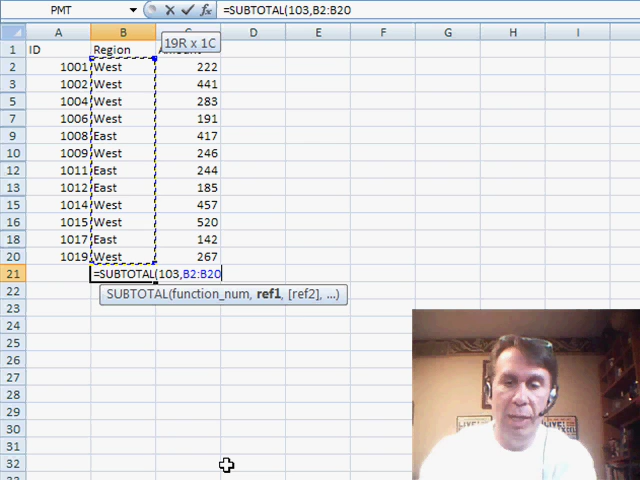 PMT =SUBTOTAL(103,B2:B20
A B C D E F G H I
1 ID Region
19R x 1C
2 1001 West 222
3 1002 West 441
5 1004 West 283
7 1006 West 191
9 1008 East 417
10 1009 West 246
12 1011 East 244
13 1012 East 185
15 1014 West 457
16 1015 West 520
18 1017 East 142
20 1019 West 267
21 =SUBTOTAL(103,B2:B20
22 SUBTOTAL(function_num, ref1, [ref2], ...)
23
24
25
26
27
28
29
30
31
32